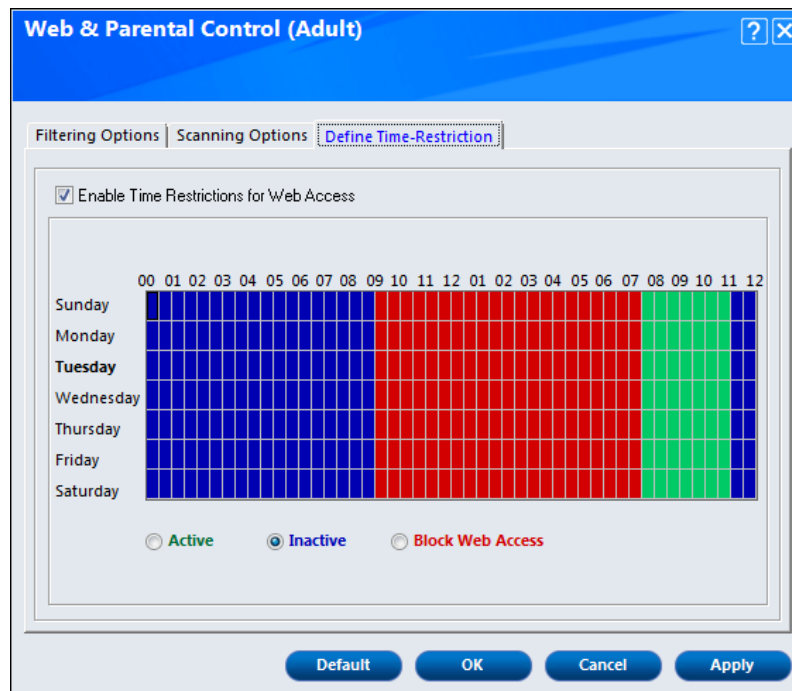 Web & Parental Control (Adult)
?
Filtering Options Scanning Options Define Time-Restriction
Enable Time Restrictions for Web Access
00 01 02 03 04 05 06 07 08 09 10 11 12 01 02 03 04 05 06 07 08 09 10 11 12
Sunday
Monday
Tuesday
Wednesday
Thursday
Friday
Saturday
Active Inactive Block Web Access
Default OK Cancel Apply